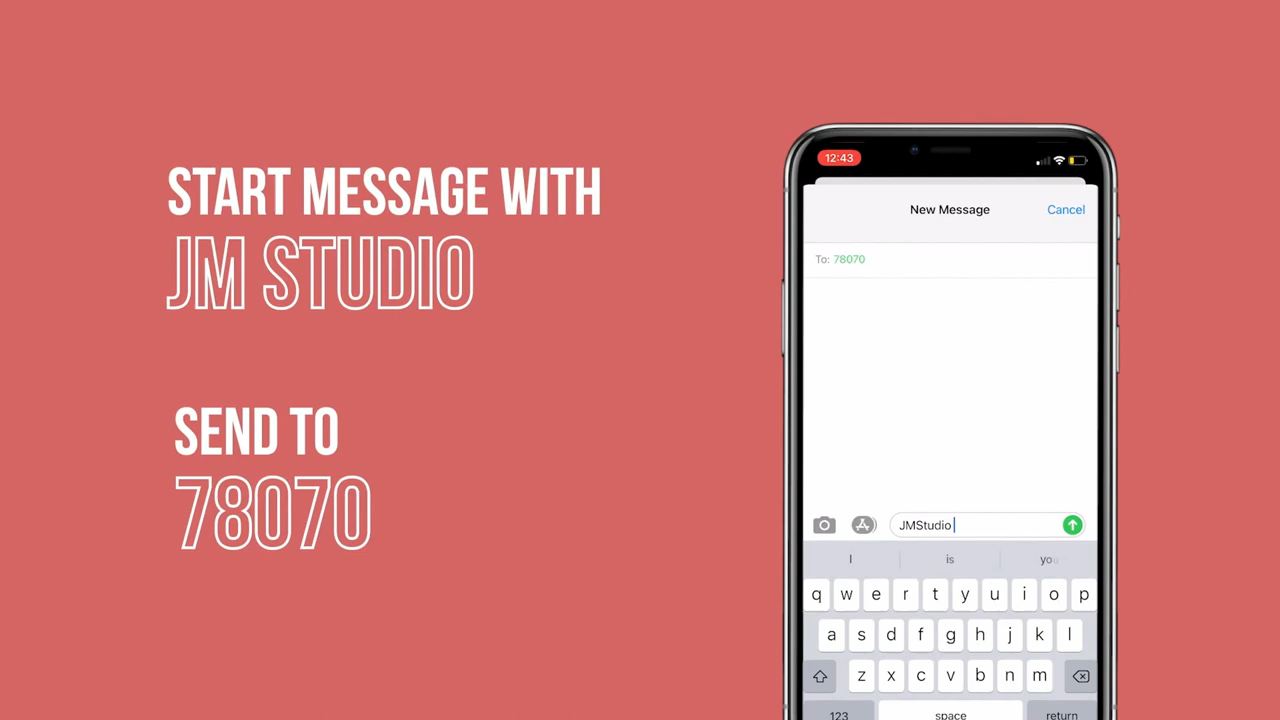 START MESSAGE WITH
JM STUDIO
SEND TO
78070
12:43
New Message
Cancel
To: 78070
JMStudio
I is you
q w e r t y u i o p
a s d f g h j k l
z x c v b n m
123 space return